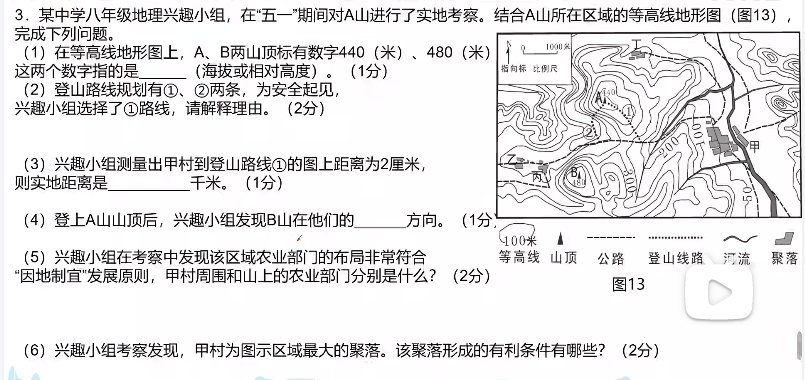 3．某中学八年级地理兴趣小组，在“五一”期间对A山进行了实地考察。结合A山所在区域的等高线地形图（图13），
完成下列问题。
（1）在等高线地形图上，A、B两山顶标有数字440（米）、480（米）
这两个数字指的是______（海拔或相对高度）。（1分）
（2）登山路线规划有①、②两条，为安全起见，
兴趣小组选择了①路线，请解释理由。（2分）
（3）兴趣小组测量出甲村到登山路线①的图上距离为2厘米，
则实地距离是__________千米。（1分）
（4）登上A山山顶后，兴趣小组发现B山在他们的______方向。（1分
（5）兴趣小组在考察中发现该区域农业部门的布局非常符合
“因地制宜”发展原则，甲村周围和山上的农业部门分别是什么？（2分）
（6）兴趣小组考察发现，甲村为图示区域最大的聚落。该聚落形成的有利条件有哪些？（2分）
N
0 1000米
指向标 比例尺
丁
A
440
甲
200
100
乙
丙
B
480
300
50
100米
等高线 山顶 公路 登山线路 河流 聚落
图13